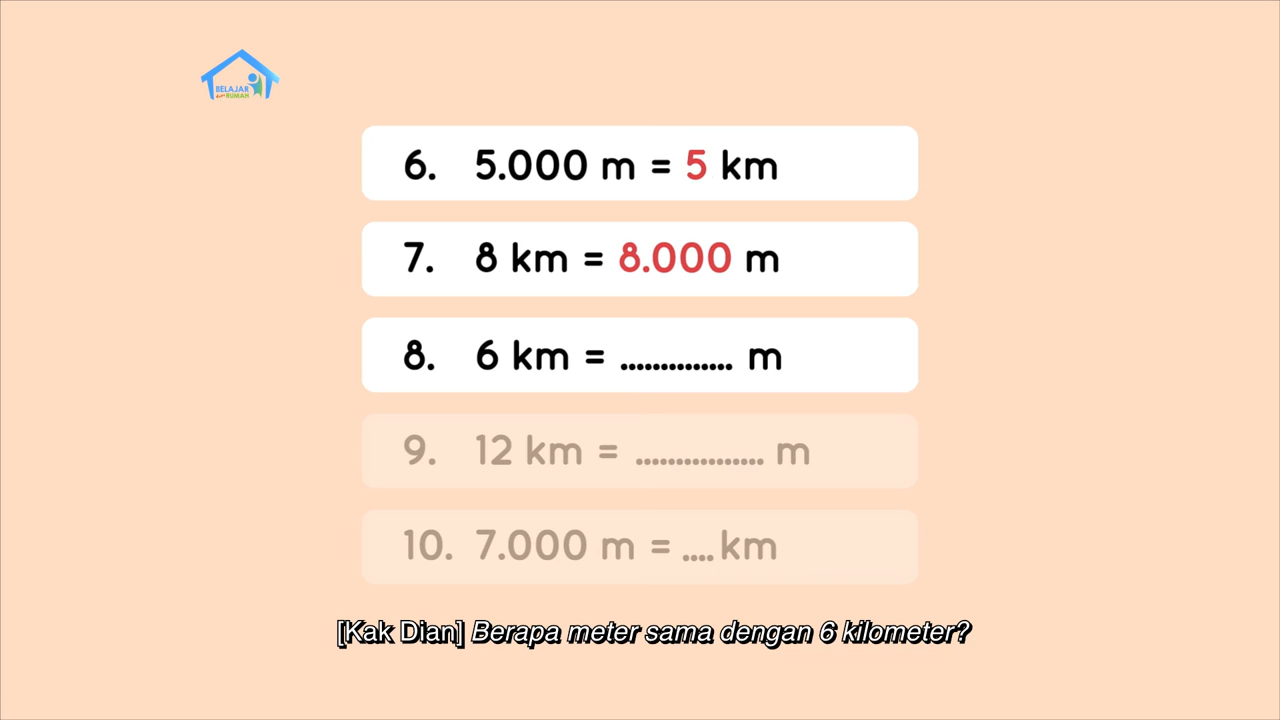 BELAJAR
dari RUMAH
6. 5.000 m = 5 km
7. 8 km = 8.000 m
8. 6 km = .............. m
9. 12 km = ................ m
10. 7.000 m = .... km
[Kak Dian] Berapa meter sama dengan 6 kilometer?